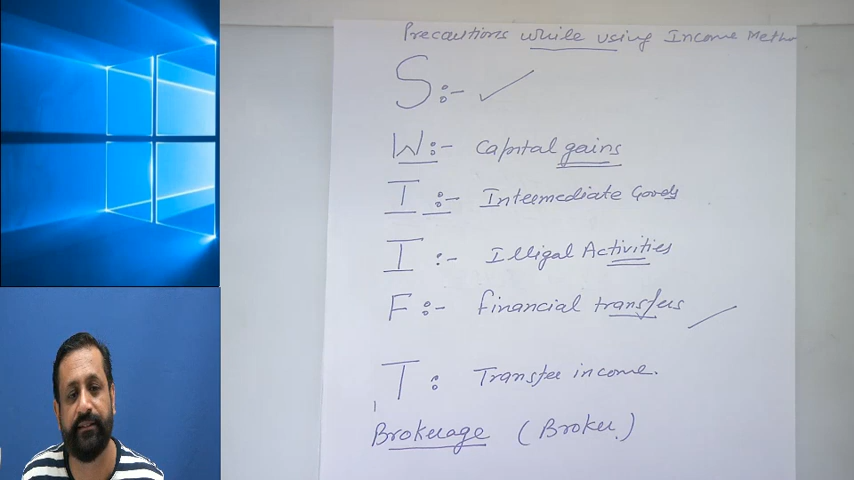 Precautions while using Income Metho
S:- ✓
W:- Capital gains
I:- Intermediate Goods
I:- Illigal Activities
F:- financial transfers
T: Transfer income.
Brokerage (Broker.)